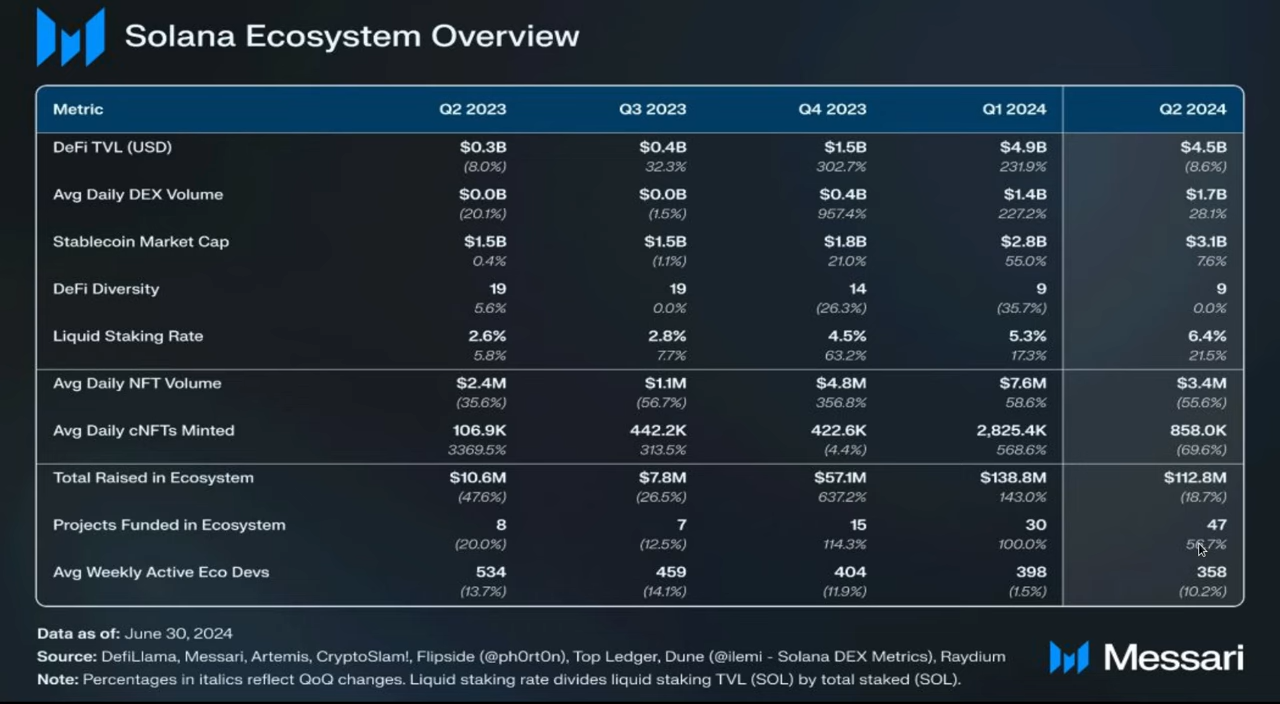 Solana Ecosystem Overview
Metric Q2 2023 Q3 2023 Q4 2023 Q1 2024 Q2 2024
DeFi TVL (USD) $0.3B $0.4B $1.5B $4.9B $4.5B
(8.0%) 32.3% 302.7% 231.9% (8.6%)
Avg Daily DEX Volume $0.0B $0.0B $0.4B $1.4B $1.7B
(20.1%) (1.5%) 957.4% 227.2% 28.1%
Stablecoin Market Cap $1.5B $1.5B $1.8B $2.8B $3.1B
0.4% (1.1%) 21.0% 55.0% 7.6%
DeFi Diversity 19 19 14 9 9
5.6% 0.0% (26.3%) (35.7%) 0.0%
Liquid Staking Rate 2.6% 2.8% 4.5% 5.3% 6.4%
5.8% 7.7% 63.2% 17.3% 21.5%
Avg Daily NFT Volume $2.4M $1.1M $4.8M $7.6M $3.4M
(35.6%) (56.7%) 356.8% 58.6% (55.6%)
Avg Daily cNFTs Minted 106.9K 442.2K 422.6K 2,825.4K 858.0K
3369.5% 313.5% (4.4%) 568.6% (69.6%)
Total Raised in Ecosystem $10.6M $7.8M $57.1M $138.8M $112.8M
(47.6%) (26.5%) 637.2% 143.0% (18.7%)
Projects Funded in Ecosystem 8 7 15 30 47
(20.0%) (12.5%) 114.3% 100.0% 56.7%
Avg Weekly Active Eco Devs 534 459 404 398 358
(13.7%) (14.1%) (11.9%) (1.5%) (10.2%)
Data as of: June 30, 2024
Source: DefiLlama, Messari, Artemis, CryptoSlam!, Flipside (@ph0rt0n), Top Ledger, Dune (@ilemi - Solana DEX Metrics), Raydium
Note: Percentages in italics reflect QoQ changes. Liquid staking rate divides liquid staking TVL (SOL) by total staked (SOL).
Messari